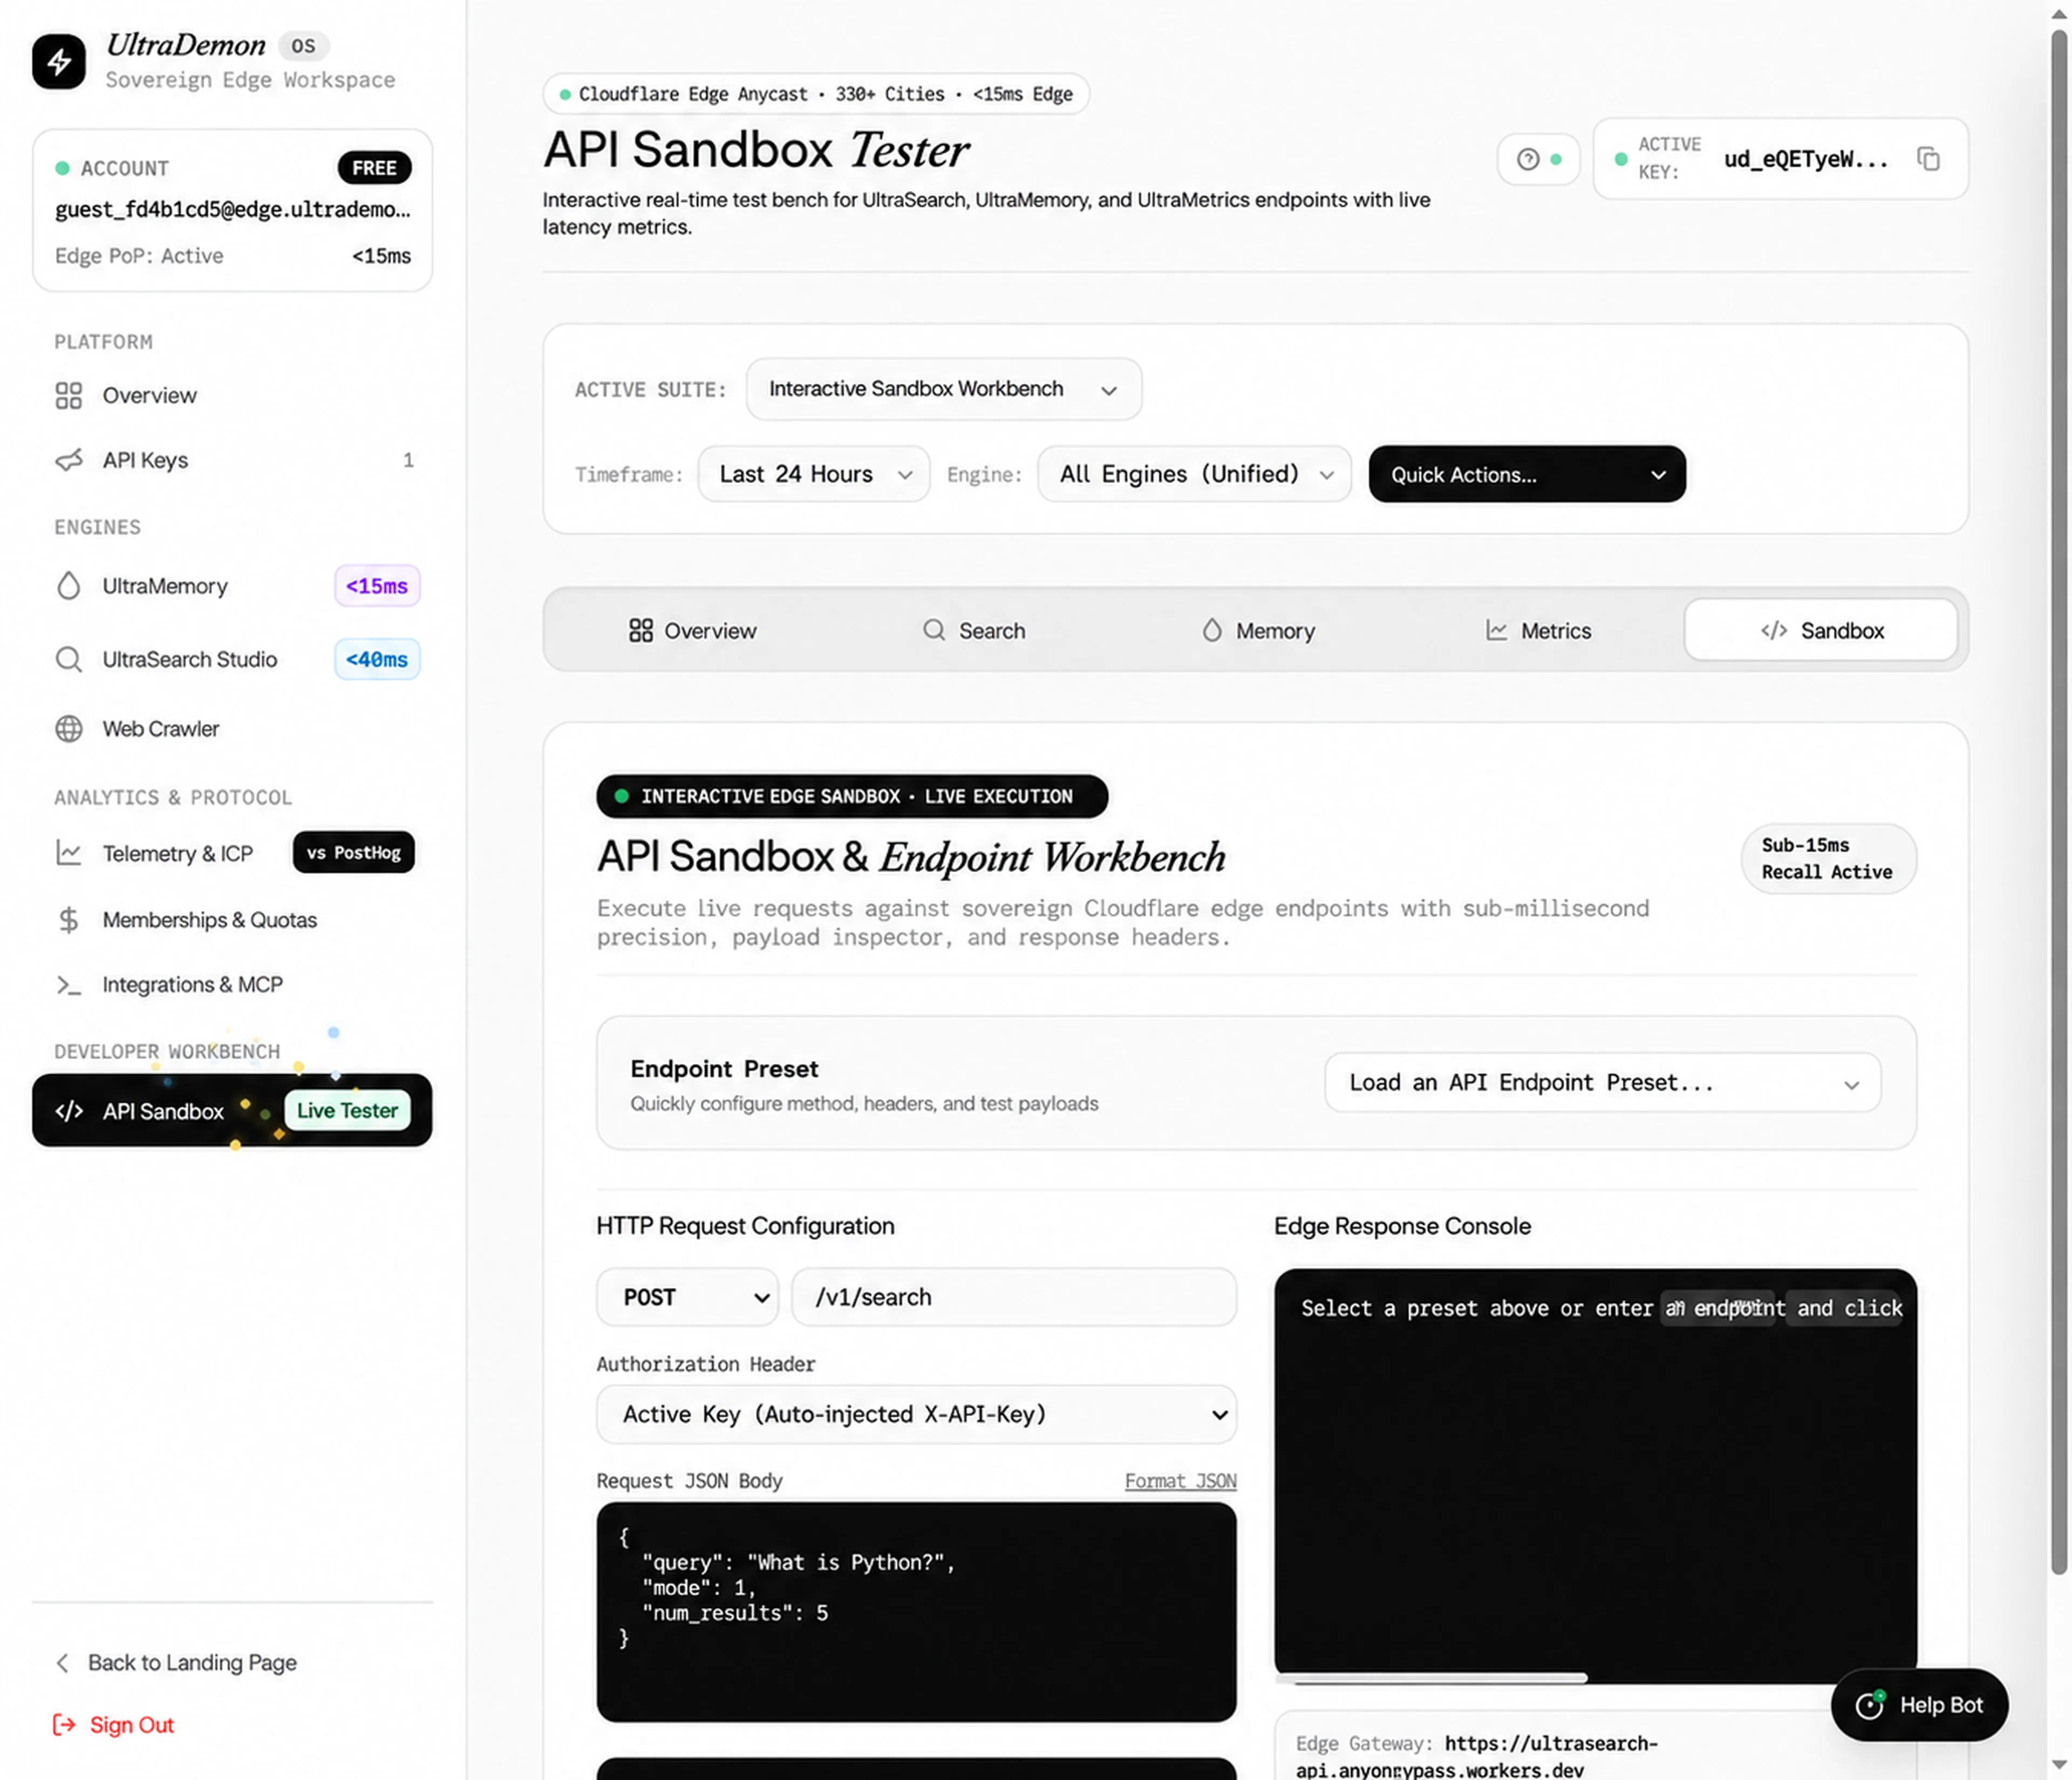 UltraDemon OS
Sovereign Edge Workspace
ACCOUNT FREE
guest_fd4b1cd5@edge.ultrademo...
Edge PoP: Active <15ms
PLATFORM
Overview
API Keys 1
ENGINES
UltraMemory <15ms
UltraSearch Studio <40ms
Web Crawler
ANALYTICS & PROTOCOL
Telemetry & ICP vs PostHog
Memberships & Quotas
Integrations & MCP
DEVELOPER WORKBENCH
API Sandbox Live Tester
Back to Landing Page
Sign Out
Cloudflare Edge Anycast • 330+ Cities • <15ms Edge
API Sandbox Tester
Interactive real-time test bench for UltraSearch, UltraMemory, and UltraMetrics endpoints with live
latency metrics.
ACTIVE
KEY:
ud_eQETyeW...
ACTIVE SUITE: Interactive Sandbox Workbench
Timeframe: Last 24 Hours Engine: All Engines (Unified) Quick Actions...
Overview Search Memory Metrics Sandbox
INTERACTIVE EDGE SANDBOX • LIVE EXECUTION
API Sandbox & Endpoint Workbench
Execute live requests against sovereign Cloudflare edge endpoints with sub-millisecond
precision, payload inspector, and response headers.
Sub-15ms
Recall Active
Endpoint Preset
Quickly configure method, headers, and test payloads
Load an API Endpoint Preset...
HTTP Request Configuration
POST /v1/search
Authorization Header
Active Key (Auto-injected X-API-Key)
Request JSON Body Format JSON
{
"query": "What is Python?",
"mode": 1,
"num_results": 5
}
Edge Response Console
Select a preset above or enter an endpoint and click
Edge Gateway: https://ultrasearch-
Help Bot